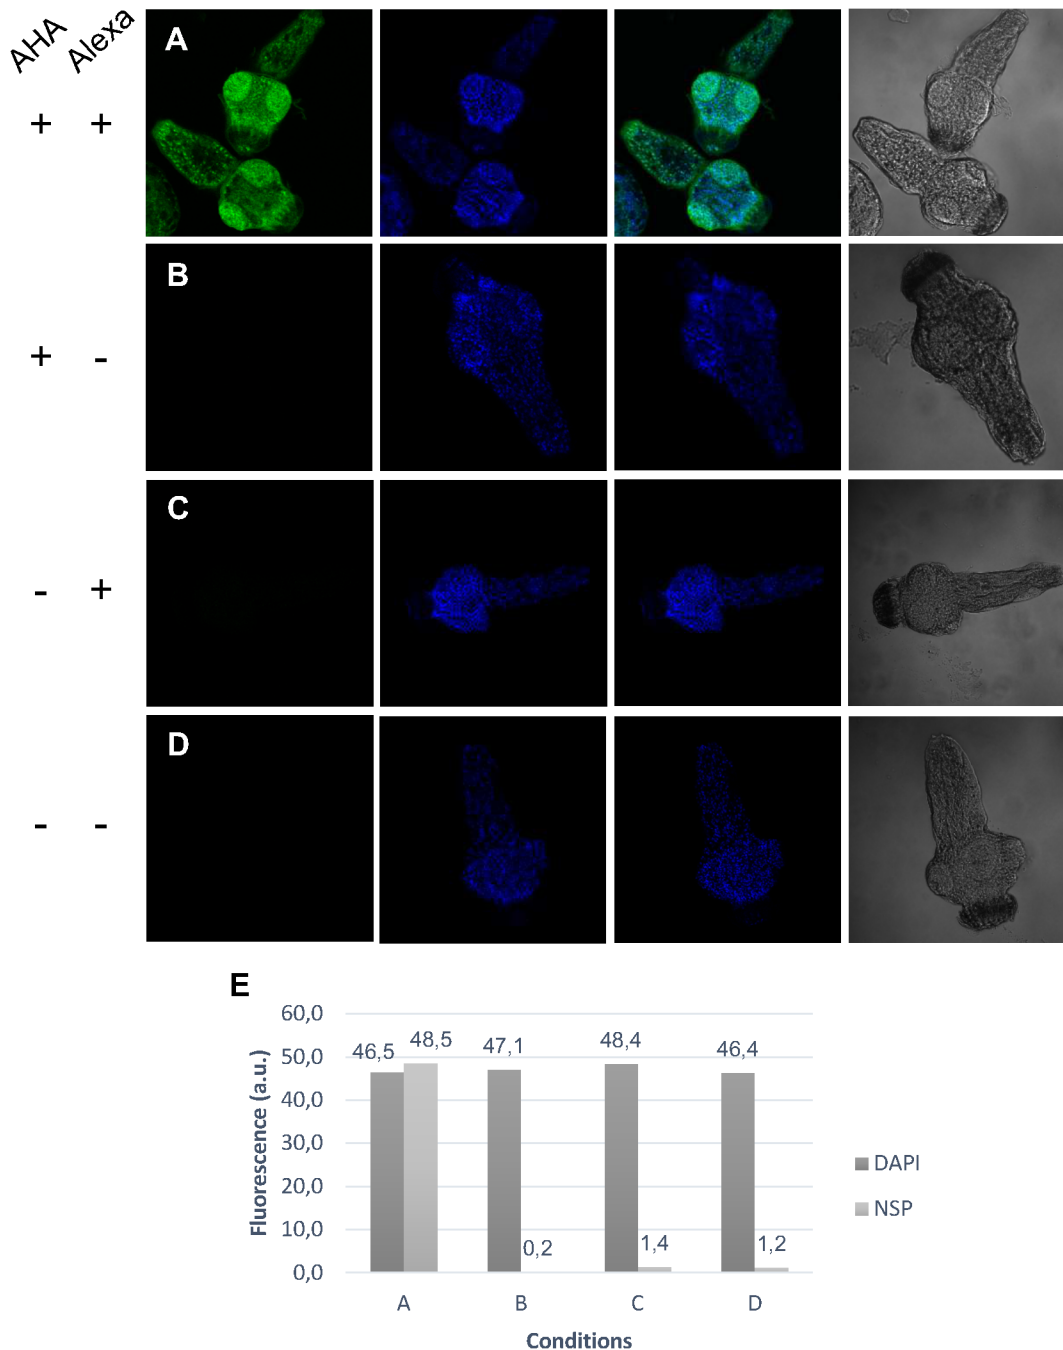 AHA Alexa
A
+ +
B
+ -
C
- +
D
- -
E
60,0
50,0
40,0
30,0
20,0
10,0
0,0
Fluorescence (a.u.)
46,5 48,5 47,1 48,4 46,4
0,2 1,4 1,2
A B C D
Conditions
DAPI
NSP